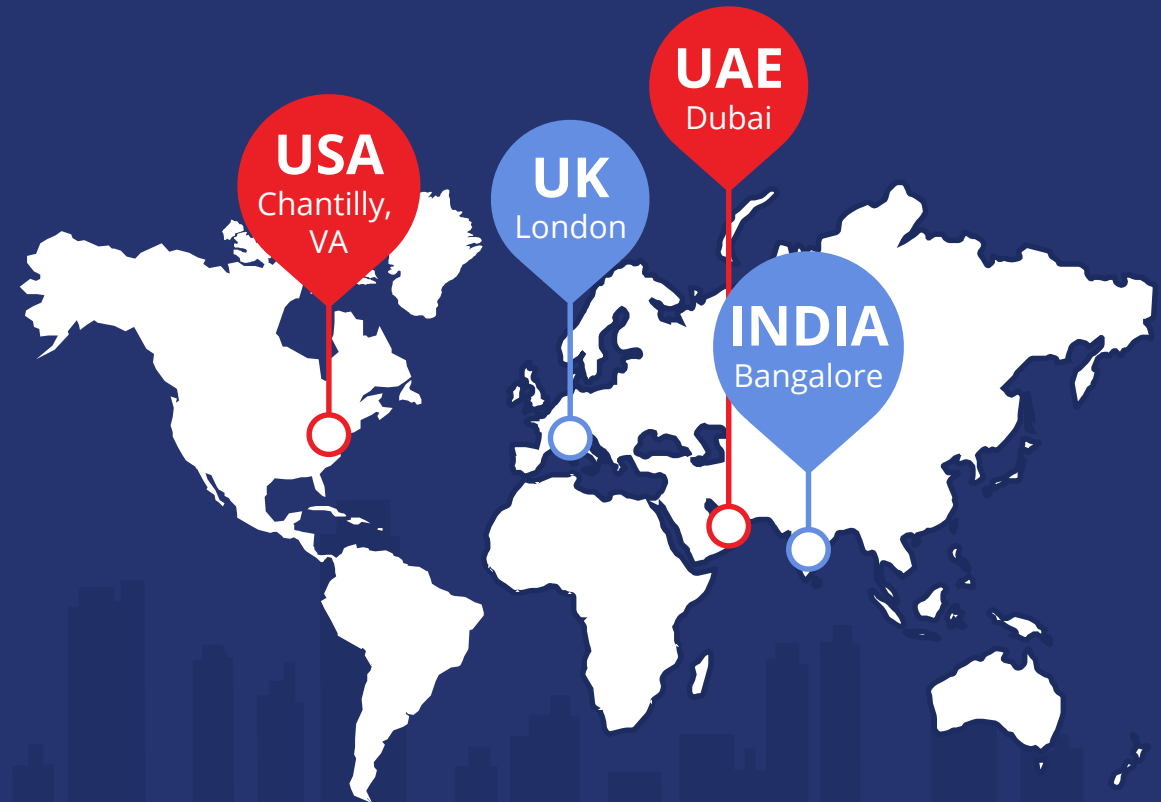 USA
Chantilly,
VA
UK
London
UAE
Dubai
INDIA
Bangalore